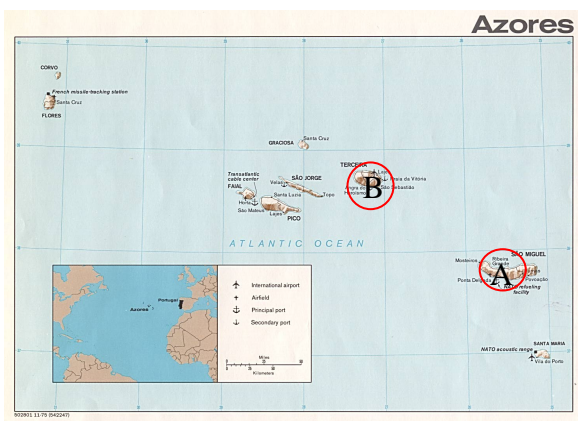 Azores
CORVO
French missile-tracking station
Santa Cruz
FLORES
GRACIOSA
Santa Cruz
TERCEIRA
Lajes
Praia da Vitória
São Sebastião
Angra do
Heroísmo
B
Transatlantic
cable center
FAIAL
Horta
Velas
SÃO JORGE
Santa Luzia
Topo
São Mateus
Lajes
PICO
ATLANTIC OCEAN
SÃO MIGUEL
Mosteiros
Ribeira
Grande
A
Ponta Delgada
Povoação
NATO refueling
facility
SANTA MARIA
NATO acoustic range
Vila do Porto
Portugal
Azores
International airport
Airfield
Principal port
Secondary port
Miles
Kilometers
502801 11-75 (542247)